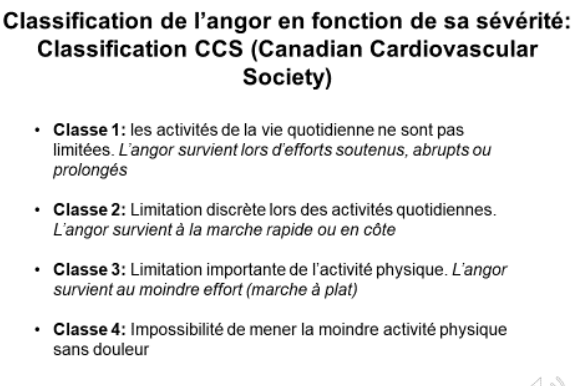 Classification de l'angor en fonction de sa sévérité:
Classification CCS (Canadian Cardiovascular
Society)
• Classe 1: les activités de la vie quotidienne ne sont pas
limitées. L'angor survient lors d'efforts soutenus, abrupts ou
prolongés
• Classe 2: Limitation discrète lors des activités quotidiennes.
L'angor survient à la marche rapide ou en côte
• Classe 3: Limitation importante de l'activité physique. L'angor
survient au moindre effort (marche à plat)
• Classe 4: Impossibilité de mener la moindre activité physique
sans douleur